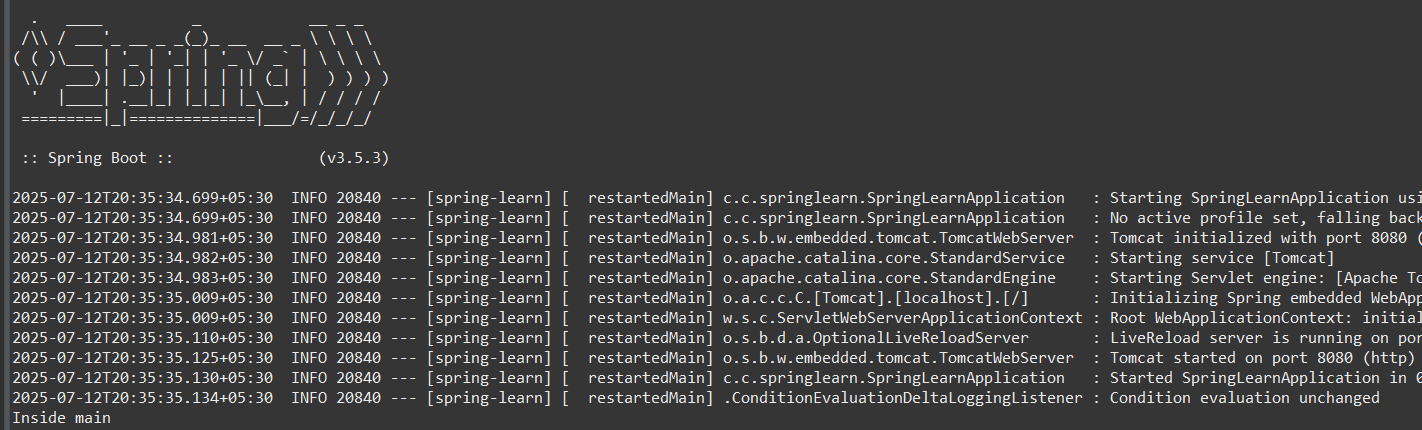 .   ____          _            __ _ _
 /\\ / ___'_ __ _ _(_)_ __  __ _ \ \ \ \
( ( )\___ | '_ | '_| | '_ \/ _` | \ \ \ \
 \\/  ___)| |_)| | | | | || (_| |  ) ) ) )
  '  |____| .__|_| |_|_| |_\__, | / / / /
 =========|_|==============|___/=/_/_/_/

 :: Spring Boot ::                (v3.5.3)

2025-07-12T20:35:34.699+05:30  INFO 20840 --- [spring-learn] [  restartedMain] c.c.springlearn.SpringLearnApplication   : Starting SpringLearnApplication usi
2025-07-12T20:35:34.699+05:30  INFO 20840 --- [spring-learn] [  restartedMain] c.c.springlearn.SpringLearnApplication   : No active profile set, falling back
2025-07-12T20:35:34.981+05:30  INFO 20840 --- [spring-learn] [  restartedMain] o.s.b.w.embedded.tomcat.TomcatWebServer  : Tomcat initialized with port 8080 (
2025-07-12T20:35:34.982+05:30  INFO 20840 --- [spring-learn] [  restartedMain] o.apache.catalina.core.StandardService   : Starting service [Tomcat]
2025-07-12T20:35:34.983+05:30  INFO 20840 --- [spring-learn] [  restartedMain] o.apache.catalina.core.StandardEngine    : Starting Servlet engine: [Apache To
2025-07-12T20:35:35.009+05:30  INFO 20840 --- [spring-learn] [  restartedMain] o.a.c.c.C.[Tomcat].[localhost].[/]       : Initializing Spring embedded WebApp
2025-07-12T20:35:35.009+05:30  INFO 20840 --- [spring-learn] [  restartedMain] w.s.c.ServletWebServerApplicationContext : Root WebApplicationContext: initial
2025-07-12T20:35:35.110+05:30  INFO 20840 --- [spring-learn] [  restartedMain] o.s.b.d.a.OptionalLiveReloadServer       : LiveReload server is running on por
2025-07-12T20:35:35.125+05:30  INFO 20840 --- [spring-learn] [  restartedMain] o.s.b.w.embedded.tomcat.TomcatWebServer  : Tomcat started on port 8080 (http)
2025-07-12T20:35:35.130+05:30  INFO 20840 --- [spring-learn] [  restartedMain] c.c.springlearn.SpringLearnApplication   : Started SpringLearnApplication in 0
2025-07-12T20:35:35.134+05:30  INFO 20840 --- [spring-learn] [  restartedMain] .ConditionEvaluationDeltaLoggingListener : Condition evaluation unchanged
Inside main